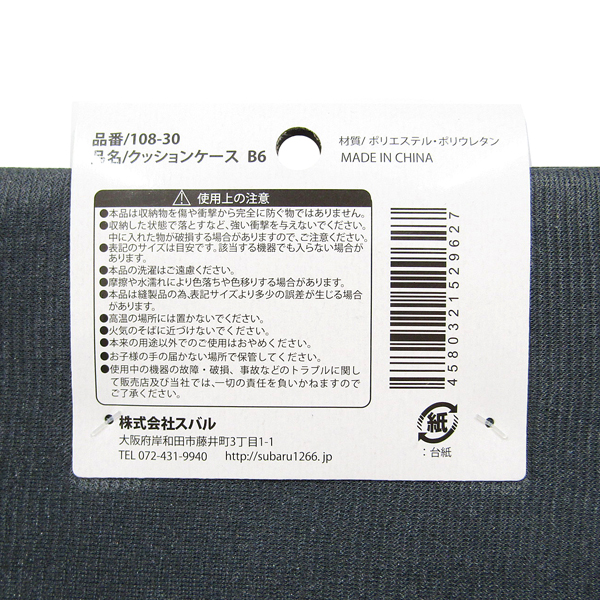 品番/108-30
品名/クッションケース B6
材質/ ポリエステル・ポリウレタン
MADE IN CHINA
使用上の注意
●本品は収納物を傷や衝撃から完全に防ぐ物ではありません。
●収納した状態で落とすなど、強い衝撃を与えないでください。
中に入れた物が破損する場合がありますので、ご注意ください。
●表記のサイズは目安です。該当する機器でも入らない場合が
あります。
●本品の洗濯はご遠慮ください。
●摩擦や水濡れにより色落ちや色移りする場合があります。
●本品は縫製品の為、表記サイズより多少の誤差が生じる場合
があります。
●高温の場所には置かないでください。
●火気のそばに近づけないでください。
●本来の用途以外でのご使用はおやめください。
●お子様の手の届かない場所で保管してください。
●使用中の機器の故障・破損、事故などのトラブルに関し
て販売店及び当社では、一切の責任を負いかねますので
ご了承ください。
4580321529627
株式会社スバル
大阪府岸和田市藤井町3丁目1-1
TEL 072-431-9940 http://subaru1266.jp/
紙
：台紙